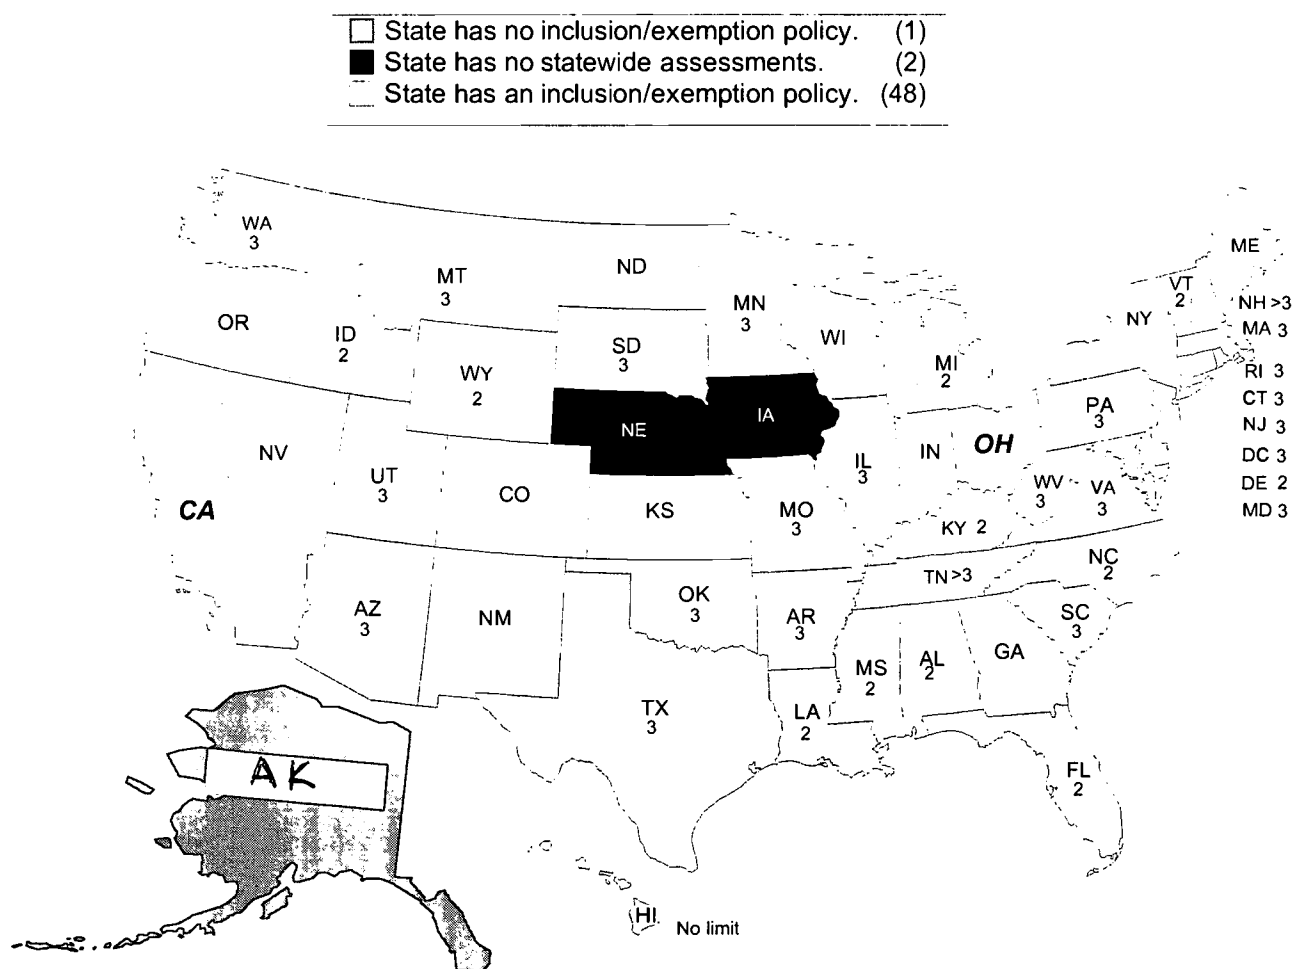 State has no inclusion/exemption policy. (1)
State has no statewide assessments. (2)
State has an inclusion/exemption policy. (48)
WA
3
MT
3
ND
MN
3
ME
VT
2
NH >3
NY
MA 3
OR
ID
2
WI
SD
3
MI
2
WY
2
RI 3
CT 3
NJ 3
DC 3
DE 2
MD 3
PA
3
NE
IA
NV
OH
IN
IL
3
UT
3
CO
KS
MO
3
WV
3
VA
3
CA
KY 2
NC
2
TN >3
AZ
3
NM
OK
3
AR
3
SC
3
GA
MS
2
AL
2
TX
3
LA
2
AK
FL
2
HI
No limit